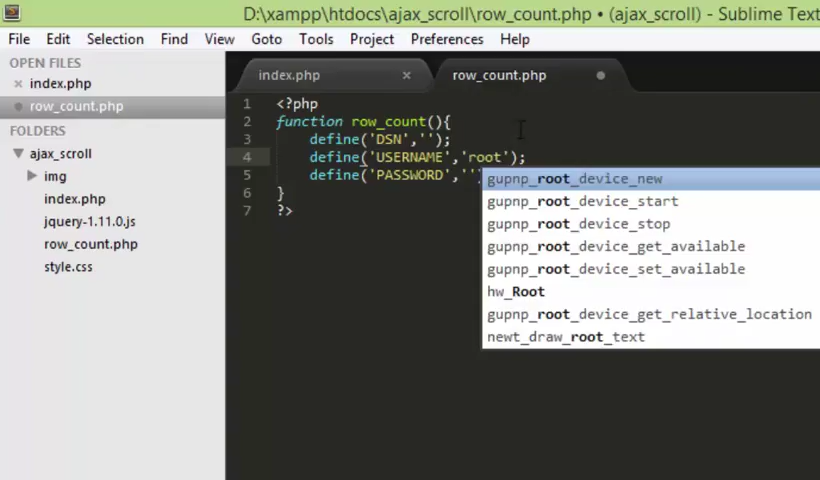 D:\xampp\htdocs\ajax_scroll\row_count.php • (ajax_scroll) - Sublime Text
File Edit Selection Find View Goto Tools Project Preferences Help
OPEN FILES
index.php
row_count.php
FOLDERS
ajax_scroll
img
index.php
jquery-1.11.0.js
row_count.php
style.css
index.php
row_count.php
1 <?php
2 function row_count(){
3 define('DSN','');
4 define('USERNAME','root');
5 define('PASSWORD','')
6 }
7 ?>
gupnp_root_device_new
gupnp_root_device_start
gupnp_root_device_stop
gupnp_root_device_get_available
gupnp_root_device_set_available
hw_Root
gupnp_root_device_get_relative_location
newt_draw_root_text